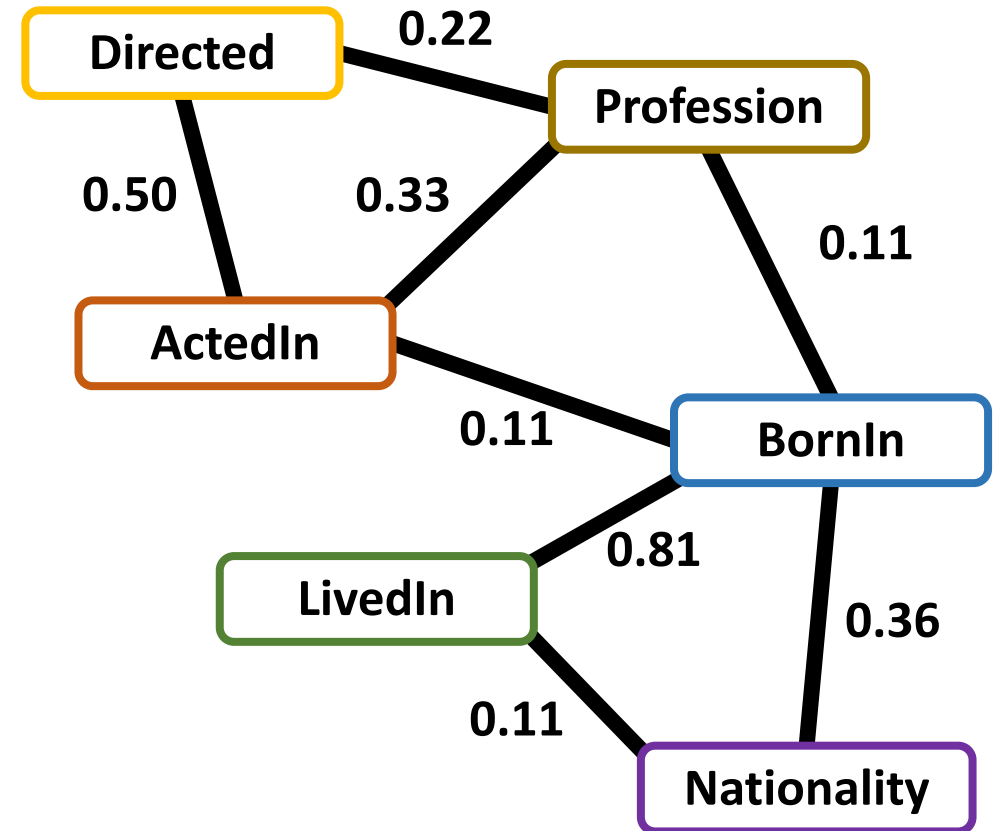 0.22
Directed
Profession
0.50
0.33
0.11
ActedIn
0.11
BornIn
0.81
LivedIn
0.36
0.11
Nationality